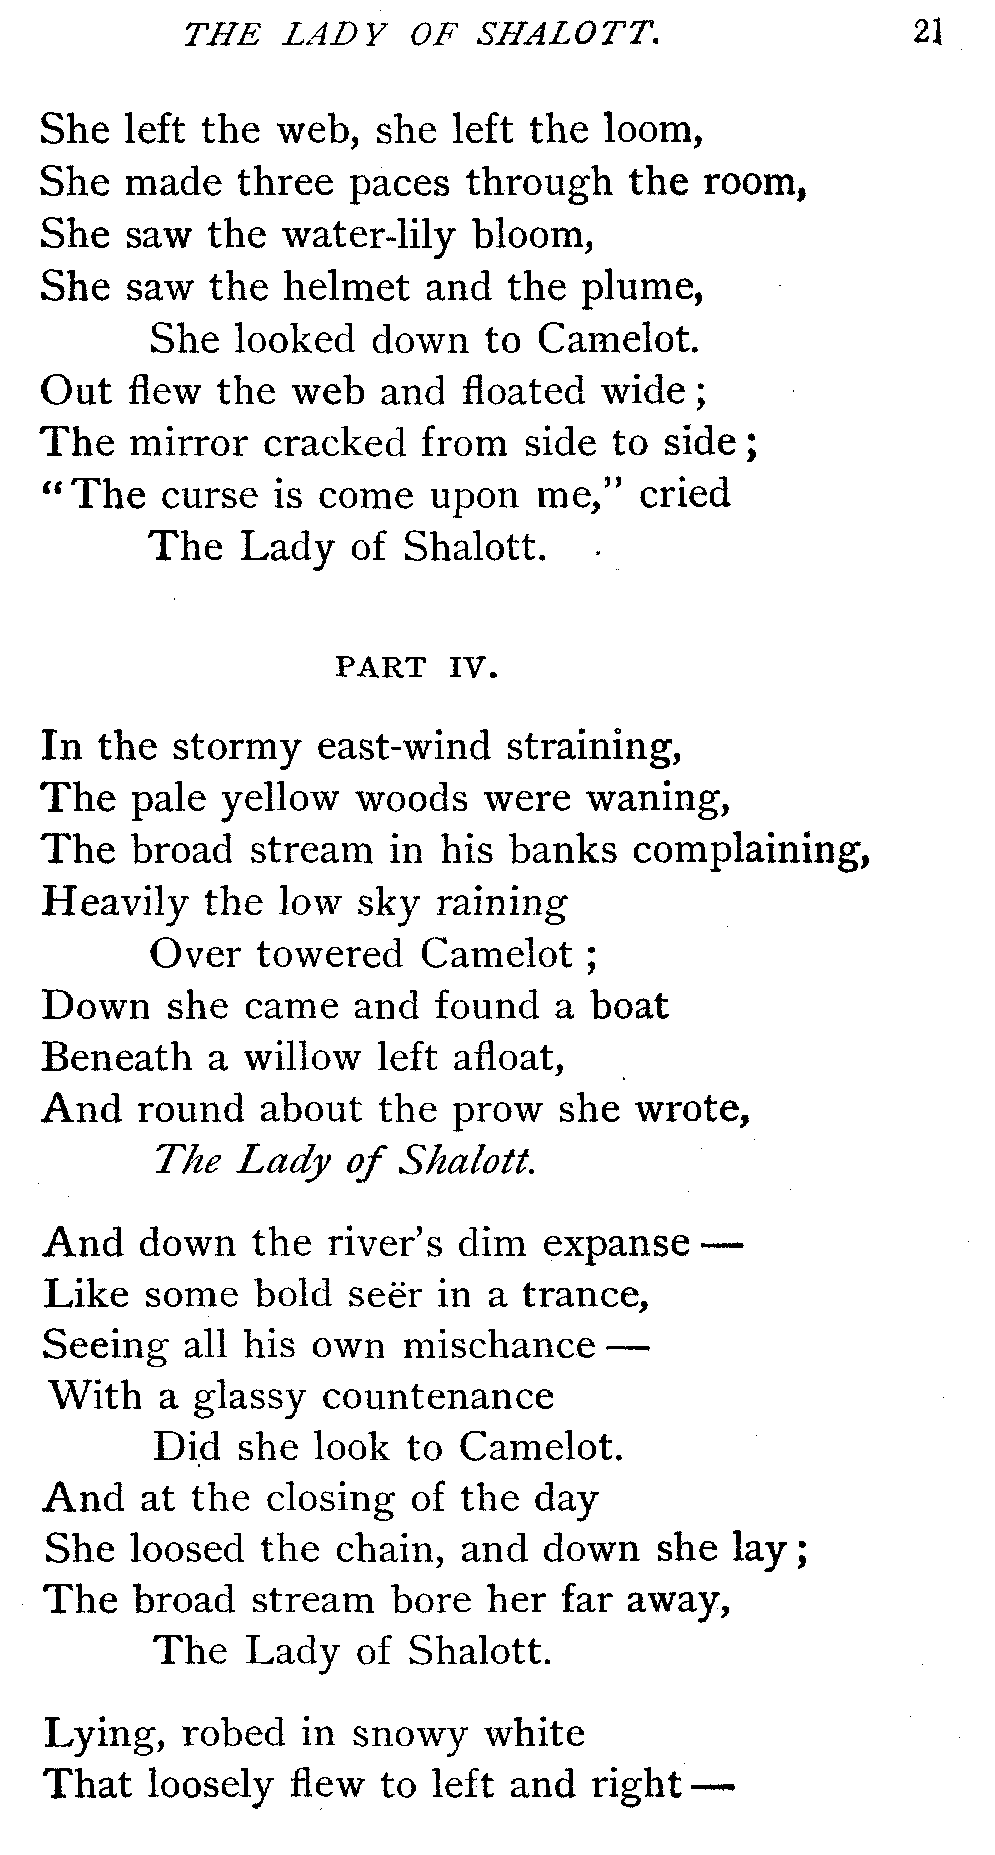 THE LADY OF SHALOTT. 21
She left the web, she left the loom,
She made three paces through the room,
She saw the water-lily bloom,
She saw the helmet and the plume,
She looked down to Camelot.
Out flew the web and floated wide;
The mirror cracked from side to side;
“The curse is come upon me,” cried
The Lady of Shalott.
PART IV.
In the stormy east-wind straining,
The pale yellow woods were waning,
The broad stream in his banks complaining,
Heavily the low sky raining
Over towered Camelot;
Down she came and found a boat
Beneath a willow left afloat,
And round about the prow she wrote,
The Lady of Shalott.
And down the river’s dim expanse —
Like some bold seër in a trance,
Seeing all his own mischance —
With a glassy countenance
Did she look to Camelot.
And at the closing of the day
She loosed the chain, and down she lay;
The broad stream bore her far away,
The Lady of Shalott.
Lying, robed in snowy white
That loosely flew to left and right —